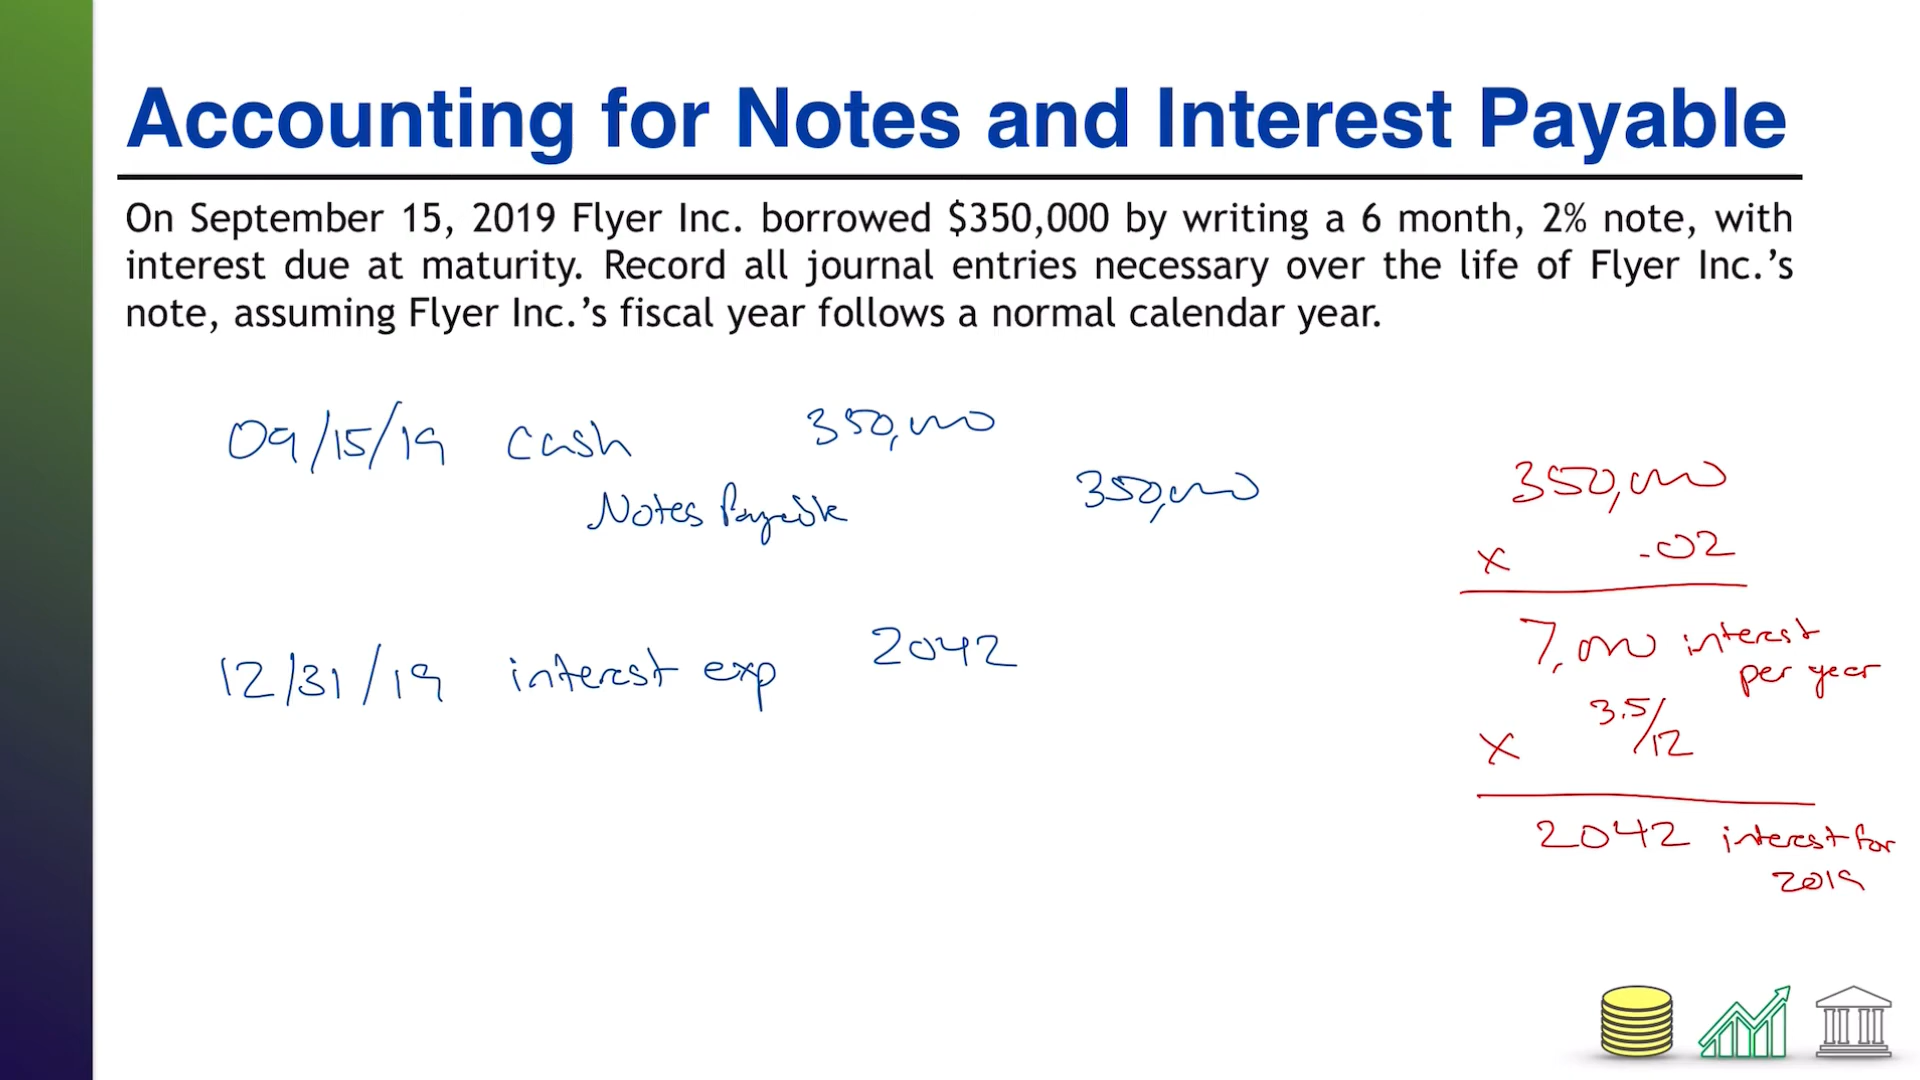 Accounting for Notes and Interest Payable
On September 15, 2019 Flyer Inc. borrowed $350,000 by writing a 6 month, 2% note, with
interest due at maturity. Record all journal entries necessary over the life of Flyer Inc.’s
note, assuming Flyer Inc.’s fiscal year follows a normal calendar year.
09/15/19 Cash 350,000
Notes Payable 350,000
12/31/19 interest exp 2042
350,000
x .02
7,000 interest
per year
x 3.5/12
2042 interest for
2019